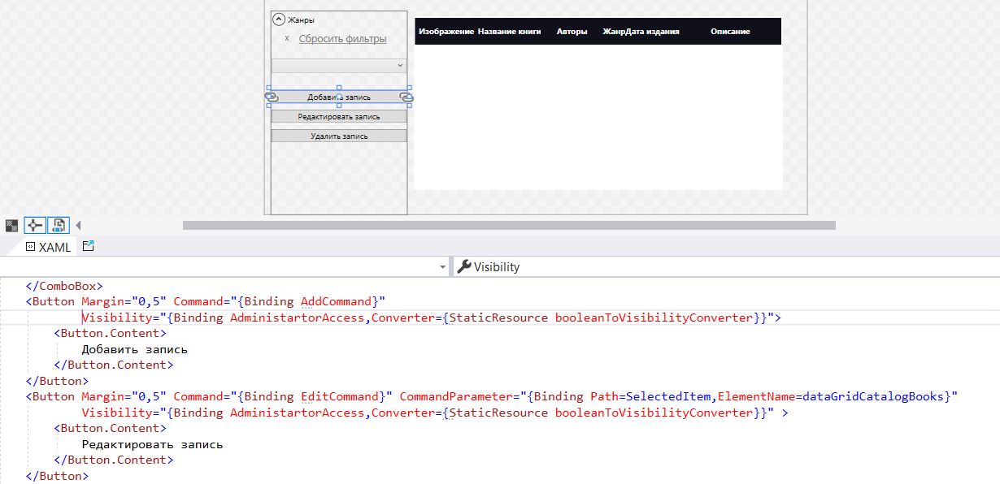 Жанры
x Сбросить фильтры
Изображение Название книги Авторы Жанр Дата издания Описание
Добавить запись
Редактировать запись
Удалить запись
XAML
Visibility
</ComboBox>
<Button Margin="0,5" Command="{Binding AddCommand}"
Visibility="{Binding AdministartorAccess,Converter={StaticResource booleanToVisibilityConverter}}">
<Button.Content>
Добавить запись
</Button.Content>
</Button>
<Button Margin="0,5" Command="{Binding EditCommand}" CommandParameter="{Binding Path=SelectedItem,ElementName=dataGridCatalogBooks}"
Visibility="{Binding AdministartorAccess,Converter={StaticResource booleanToVisibilityConverter}}" >
<Button.Content>
Редактировать запись
</Button.Content>
</Button>